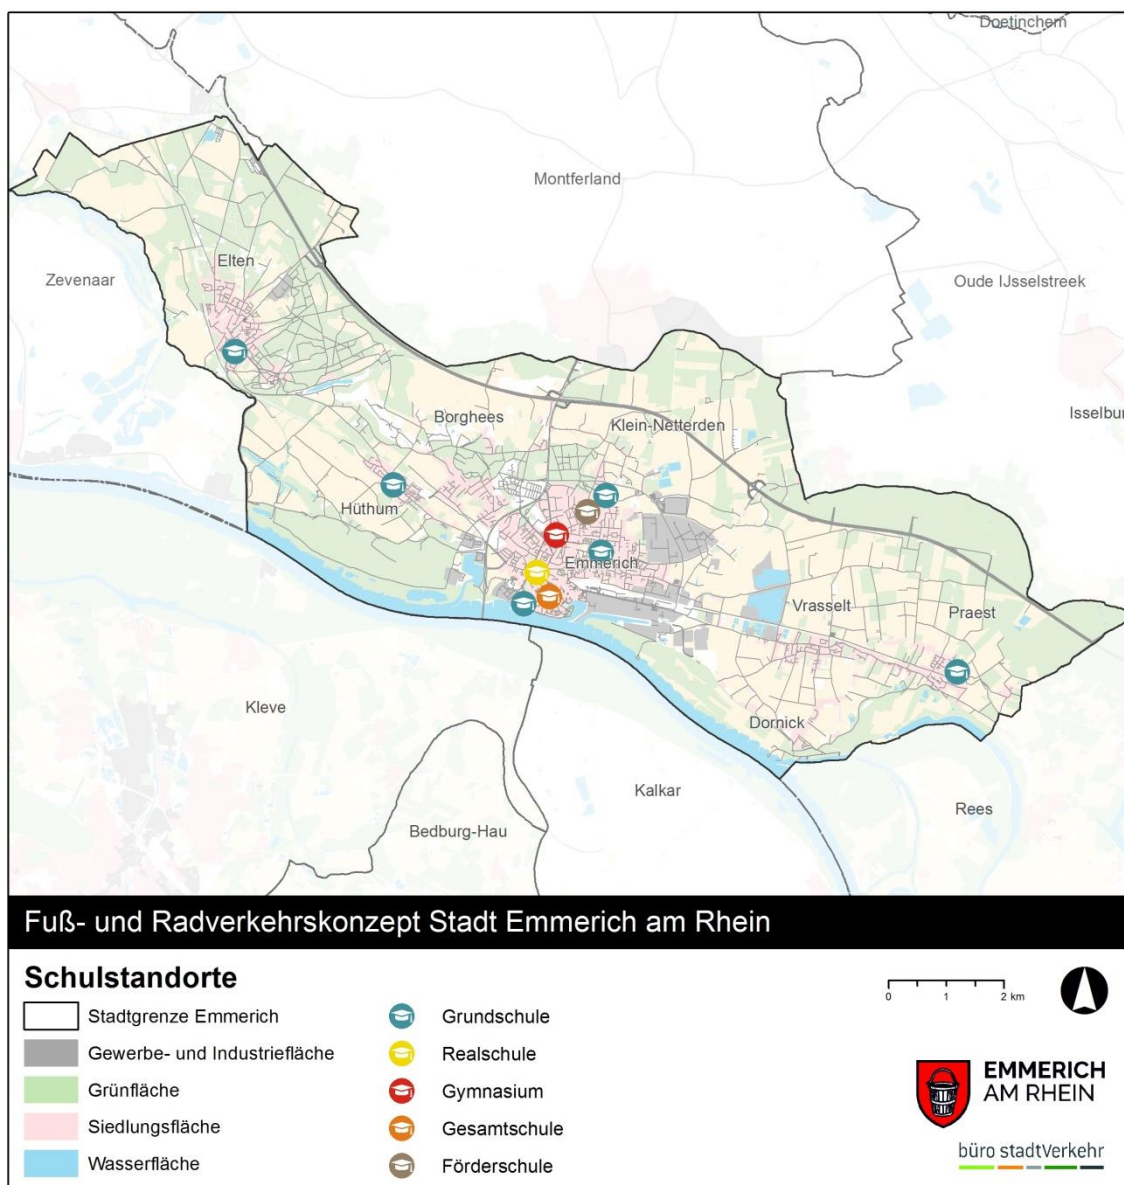 Doetinchem
Montferland
Zevenaar
Elten
Oude IJsselstreek
Isselbur
Borghees
Klein-Netterden
Hüthum
Emmerich
Vrasselt
Praest
Kleve
Dornick
Kalkar
Bedburg-Hau
Rees
Fuß- und Radverkehrskonzept Stadt Emmerich am Rhein
Schulstandorte
Stadtgrenze Emmerich
Gewerbe- und Industriefläche
Grünfläche
Siedlungsfläche
Wasserfläche
Grundschule
Realschule
Gymnasium
Gesamtschule
Förderschule
0 1 2 km
EMMERICH
AM RHEIN
büro stadtVerkehr